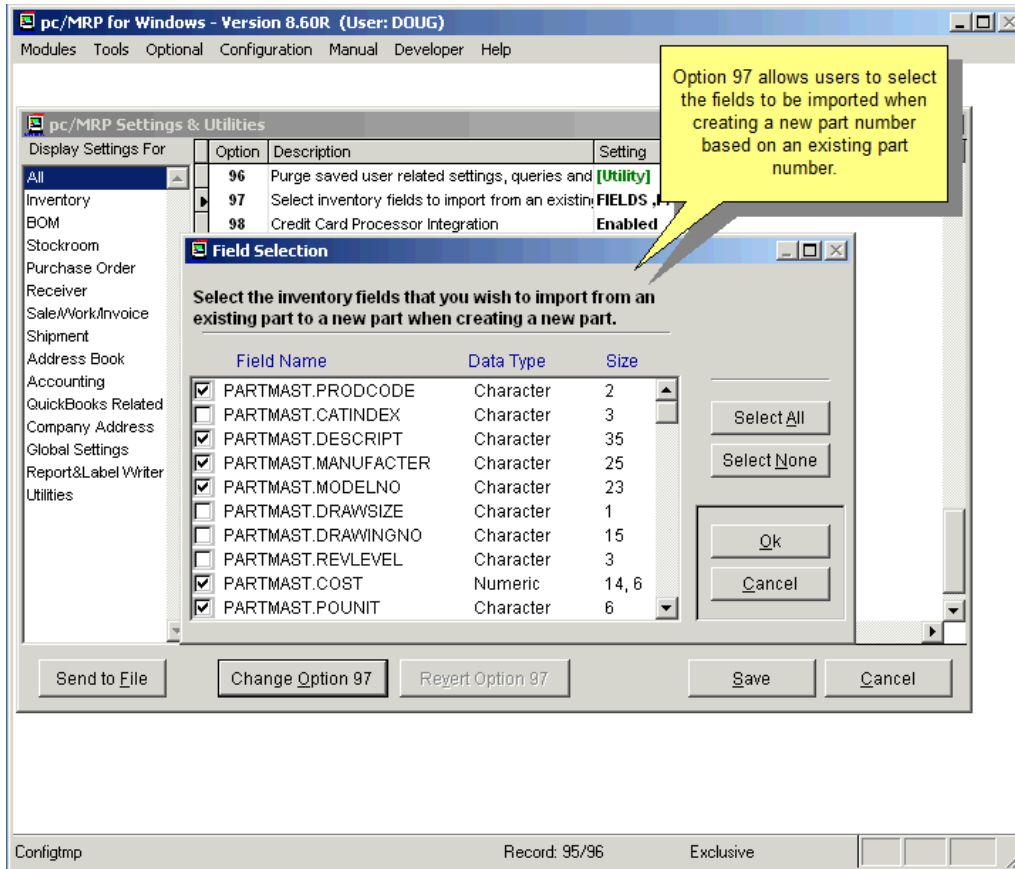 pc/MRP for Windows - Version 8.60R (User: DOUG)
Modules Tools Optional Configuration Manual Developer Help
Option 97 allows users to select
the fields to be imported when
creating a new part number
based on an existing part
number.
pc/MRP Settings & Utilities
Display Settings For Option Description Setting
All
Inventory
BOM
Stockroom
Purchase Order
Receiver
Sale/Work/Invoice
Shipment
Address Book
Accounting
QuickBooks Related
Company Address
Global Settings
Report&Label Writer
Utilities
96 Purge saved user related settings, queries and [Utility]
97 Select inventory fields to import from an existin FIELDS ,
98 Credit Card Processor Integration Enabled
Field Selection
Select the inventory fields that you wish to import from an
existing part to a new part when creating a new part.
Field Name Data Type Size
PARTMAST.PRODCODE Character 2
PARTMAST.CATINDEX Character 3
PARTMAST.DESCRIPT Character 35
PARTMAST.MANUFACTER Character 25
PARTMAST.MODELNO Character 23
PARTMAST.DRAWSIZE Character 1
PARTMAST.DRAWINGNO Character 15
PARTMAST.REVLEVEL Character 3
PARTMAST.COST Numeric 14, 6
PARTMAST.POUNIT Character 6
Select All
Select None
Ok
Cancel
Send to File Change Option 97 Revert Option 97 Save Cancel
Configtmp Record: 95/96 Exclusive